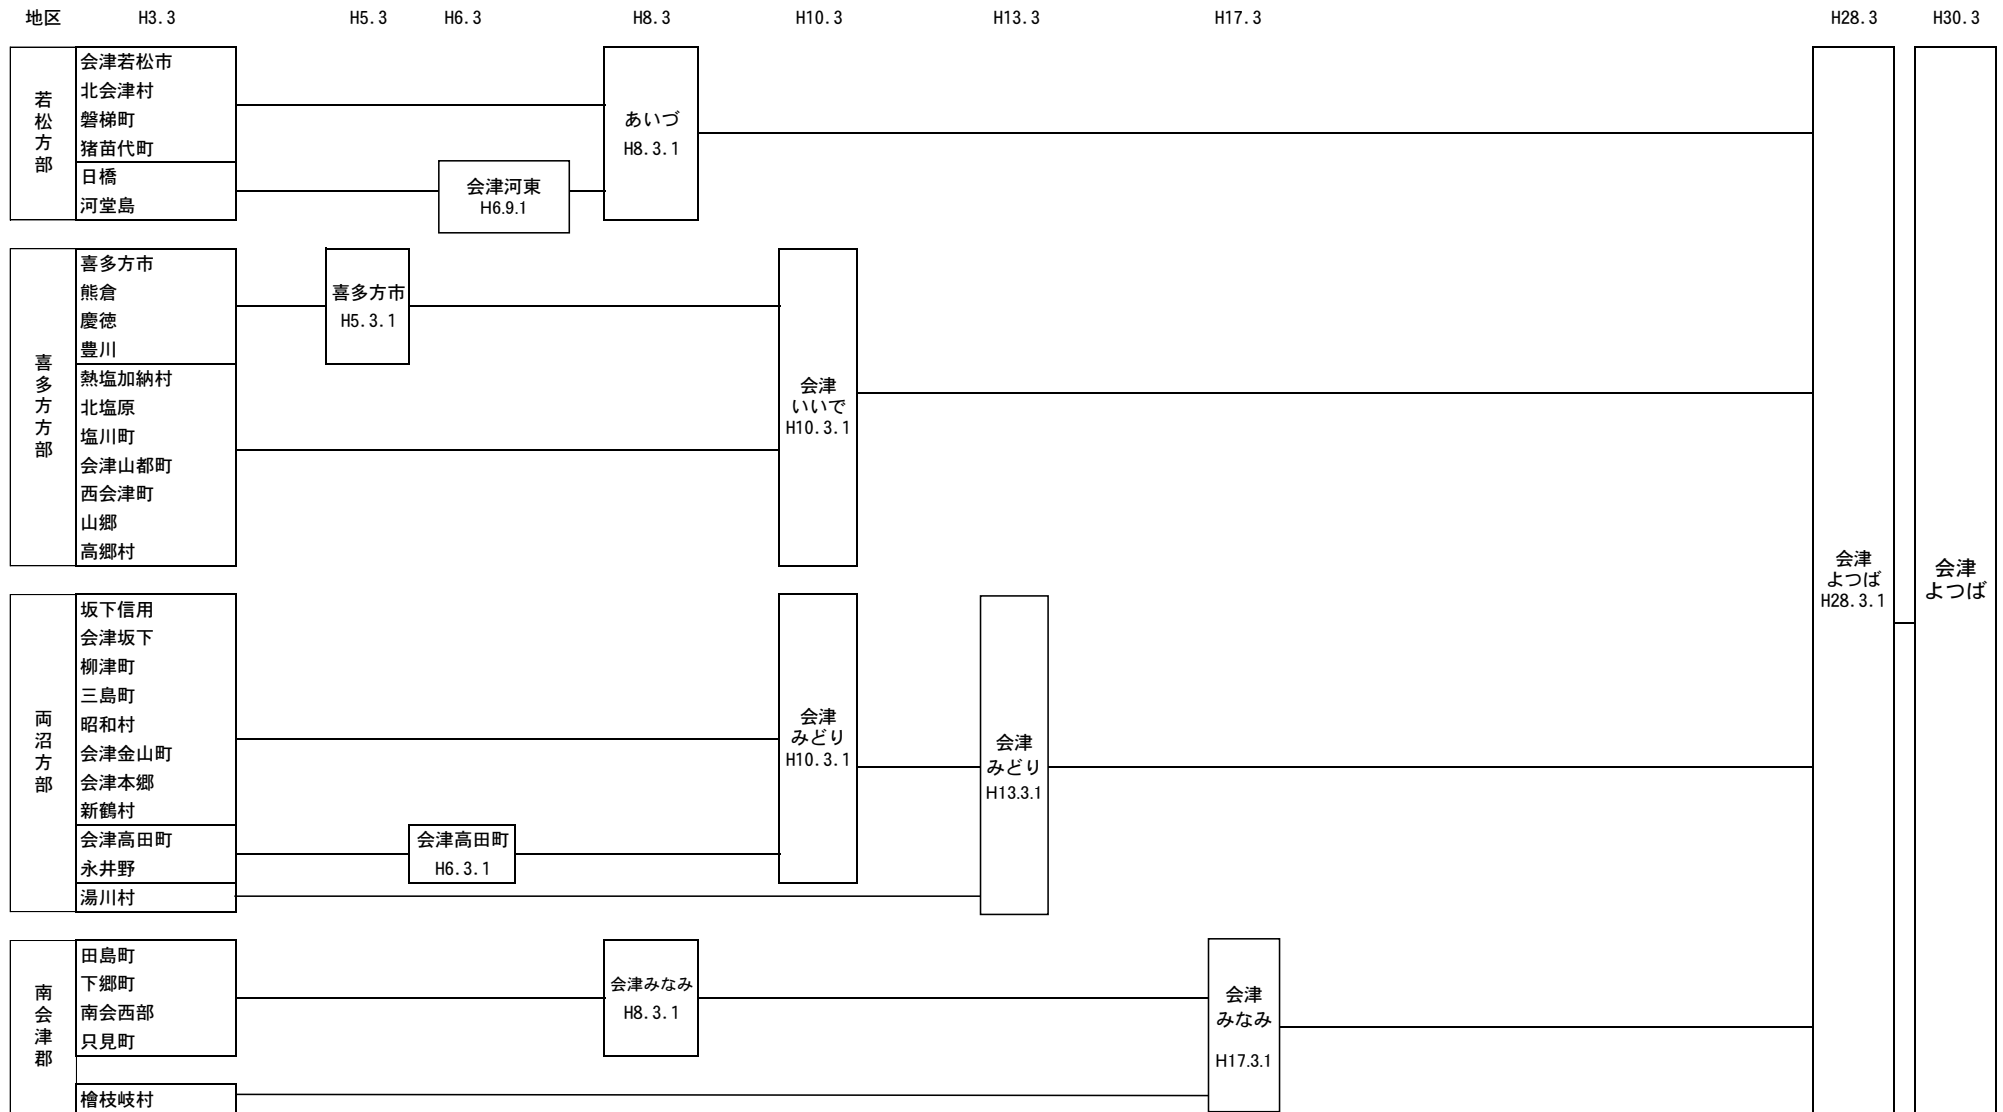 地区 H3.3 H5.3 H6.3 H8.3 H10.3 H13.3 H17.3 H28.3 H30.3
若松方部
会津若松市
北会津村
磐梯町
猪苗代町
日橋
河堂島
会津河東
H6.9.1
あいづ
H8.3.1
喜多方方部
喜多方市
熊倉
慶徳
豊川
熱塩加納村
北塩原
塩川町
会津山都町
西会津町
山郷
高郷村
喜多方市
H5.3.1
会津
いいで
H10.3.1
両沼方部
坂下信用
会津坂下
柳津町
三島町
昭和村
会津金山町
会津本郷
新鶴村
会津高田町
永井野
湯川村
会津高田町
H6.3.1
会津
みどり
H10.3.1
会津
みどり
H13.3.1
南会津郡
田島町
下郷町
南会西部
只見町
檜枝岐村
会津みなみ
H8.3.1
会津
みなみ
H17.3.1
会津
よつば
H28.3.1
会津
よつば